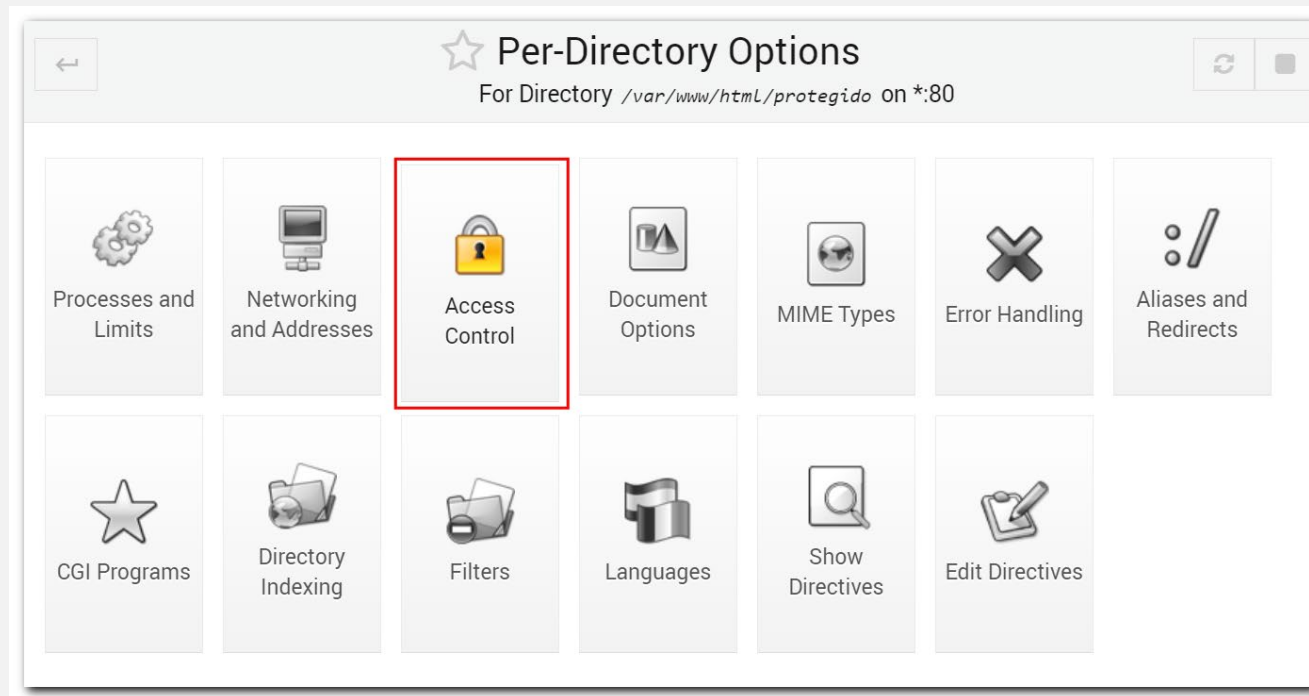 Per-Directory Options
For Directory /var/www/html/protegido on *:80
Processes and
Limits
Networking
and Addresses
Access
Control
Document
Options
MIME Types
Error Handling
Aliases and
Redirects
CGI Programs
Directory
Indexing
Filters
Languages
Show
Directives
Edit Directives